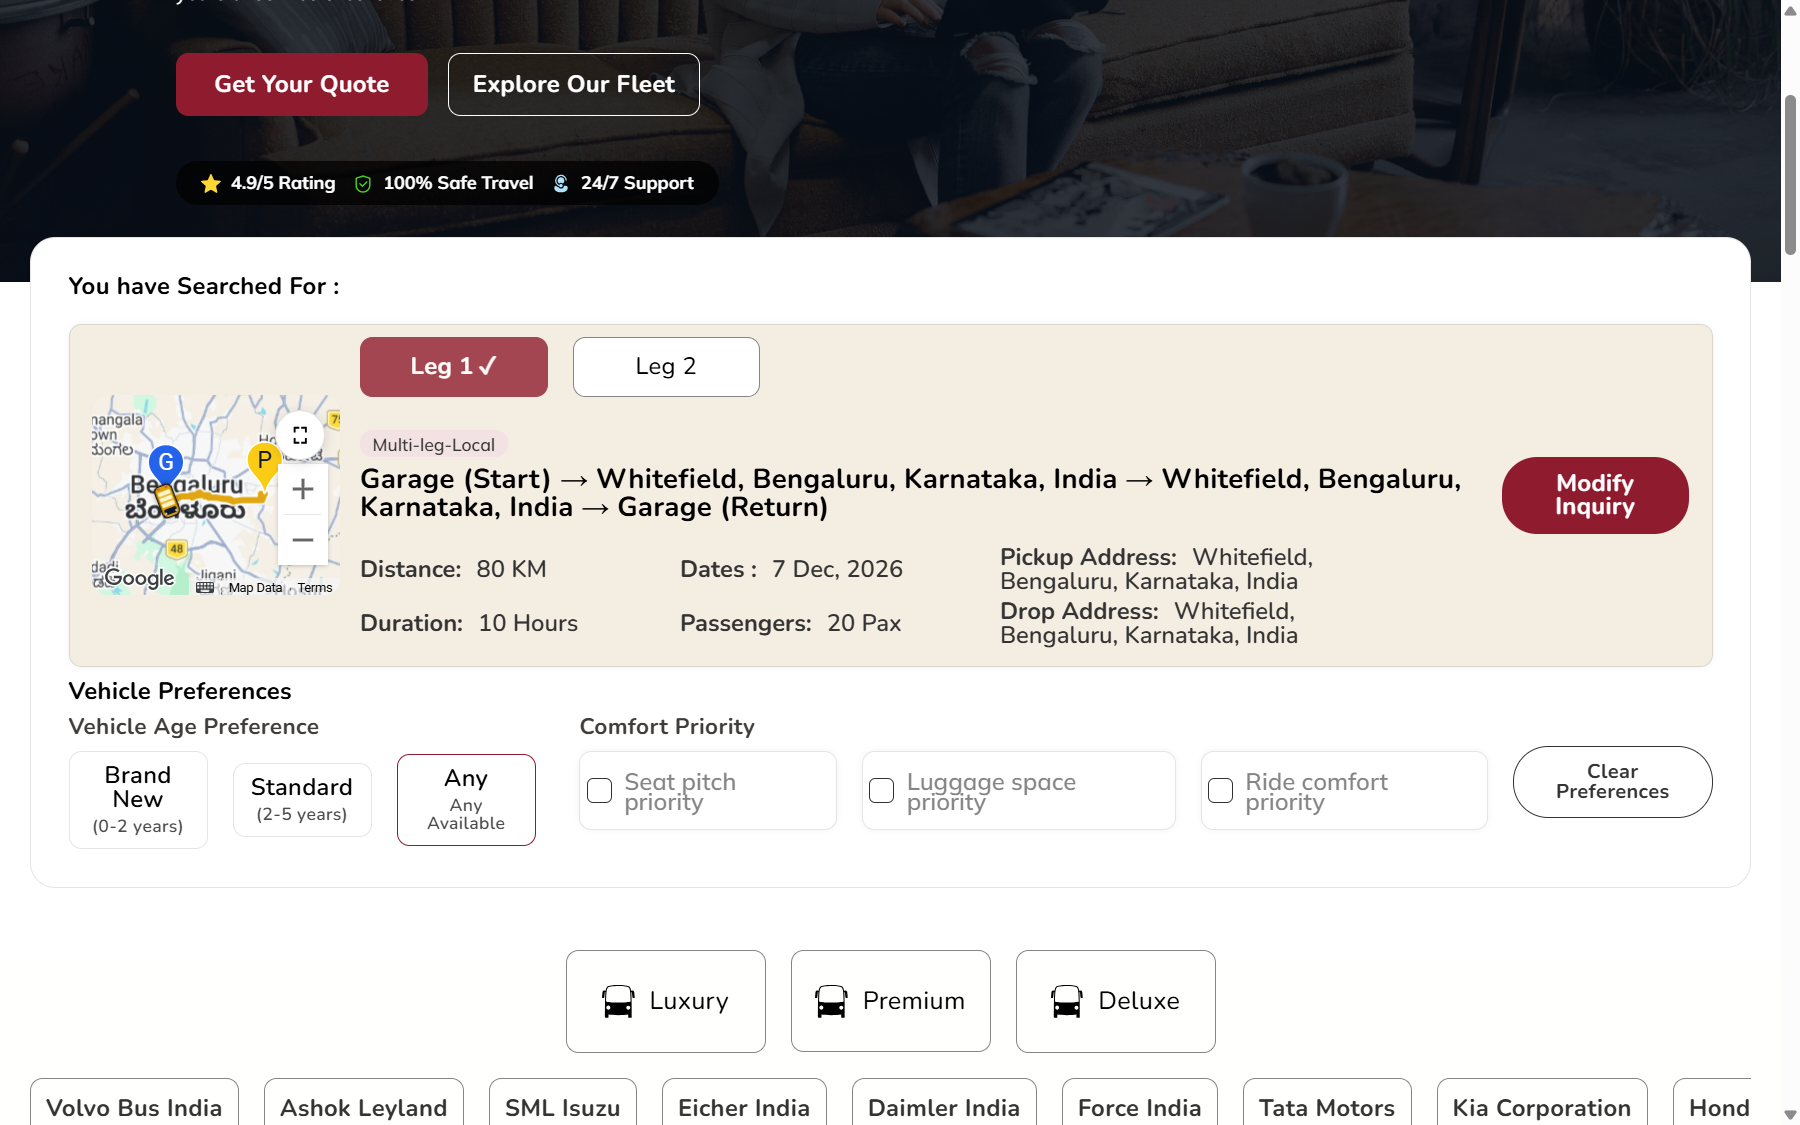 Get Your Quote
Explore Our Fleet
4.9/5 Rating
100% Safe Travel
24/7 Support
You have Searched For :
Leg 1 ✓
Leg 2
Multi-leg-Local
Garage (Start) → Whitefield, Bengaluru, Karnataka, India → Whitefield, Bengaluru,
Karnataka, India → Garage (Return)
Modify
Inquiry
Distance: 80 KM
Dates : 7 Dec, 2026
Pickup Address: Whitefield,
Bengaluru, Karnataka, India
Duration: 10 Hours
Passengers: 20 Pax
Drop Address: Whitefield,
Bengaluru, Karnataka, India
G
P
48
Google
Map Data
Terms
Vehicle Preferences
Vehicle Age Preference
Comfort Priority
Brand
New
(0-2 years)
Standard
(2-5 years)
Any
Any
Available
Seat pitch
priority
Luggage space
priority
Ride comfort
priority
Clear
Preferences
Luxury
Premium
Deluxe
Volvo Bus India
Ashok Leyland
SML Isuzu
Eicher India
Daimler India
Force India
Tata Motors
Kia Corporation
Hond